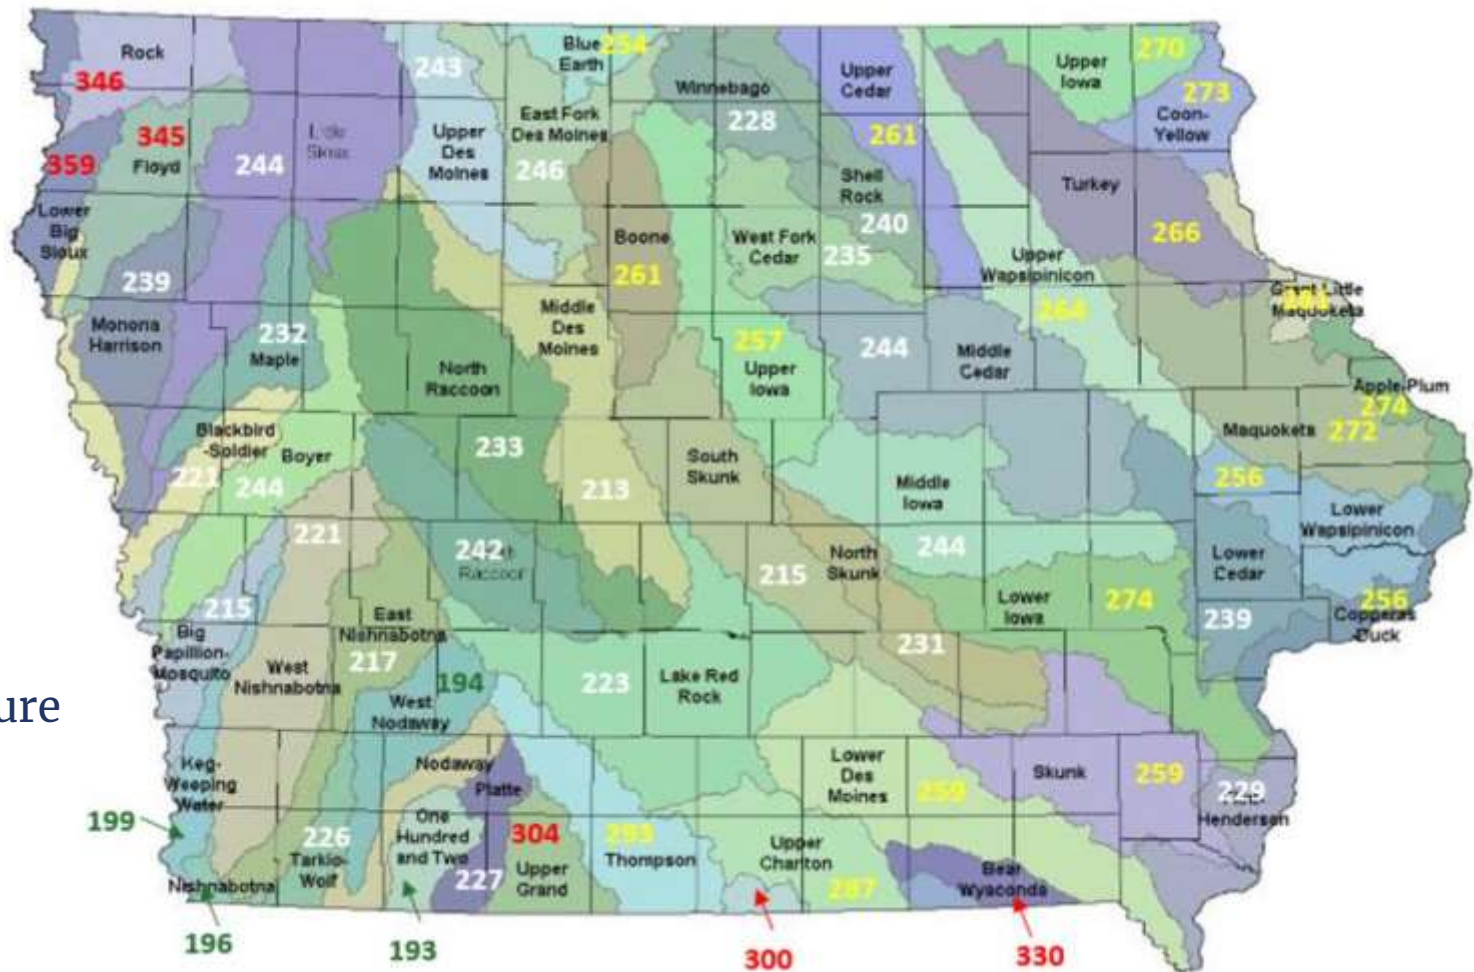 Rock
346
243
Blue
Earth
254
Winnebago
228
Upper
Cedar
261
Upper
Iowa
270
273
Coon-
Yellow
345
Floyd
359
244
Little
Sioux
Upper
Des
Moines
East Fork
Des Moines
246
Shell
Rock
240
Turkey
266
Lower
Big
Sioux
239
Boone
261
West Fork
Cedar
235
Upper
Wapsipinicon
264
Grant Little
Maquoketa
Monona
Harrison
232
Maple
North
Raccoon
Middle
Des
Moines
257
Upper
Iowa
244
Middle
Cedar
Apple-Plum
274
Blackbird
-Soldier
221
Boyer
244
233
213
South
Skunk
Middle
Iowa
244
Maquoketa
272
256
Lower
Wapsipinicon
221
242
Raccoon
215
North
Skunk
231
Lower
Iowa
274
Lower
Cedar
239
256
Copperas
-Duck
215
Big
Papillion-
Mosquito
West
Nishnabotna
East
Nishnabotna
217
194
West
Nodaway
223
Lake Red
Rock
ure
Keg-
Weeping
Water
199
Nodaway
Platte
Lower
Des
Moines
259
Skunk
259
229
Henderson
226
Tarkio-
Wolf
One
Hundred
and Two
227
304
Upper
Grand
Thompson
Upper
Chariton
287
Bear
Wyaconda
Nishnabotna
196
193
300
330